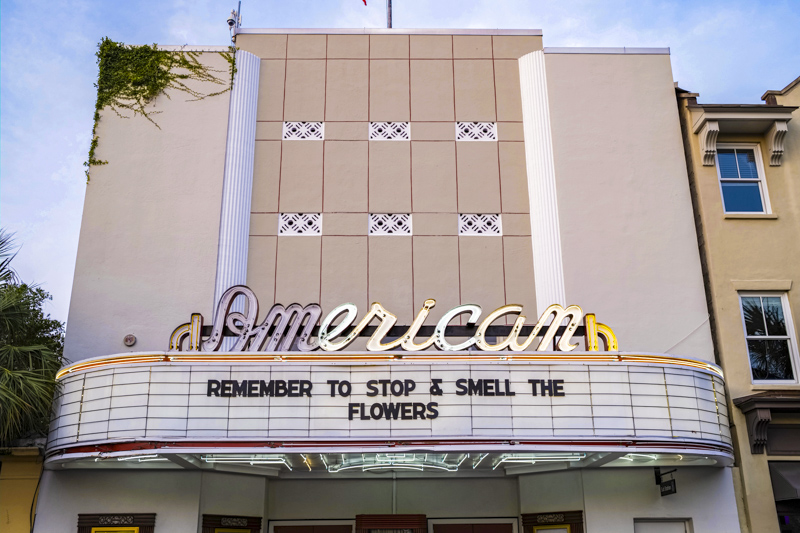 American
REMEMBER TO STOP & SMELL THE
FLOWERS